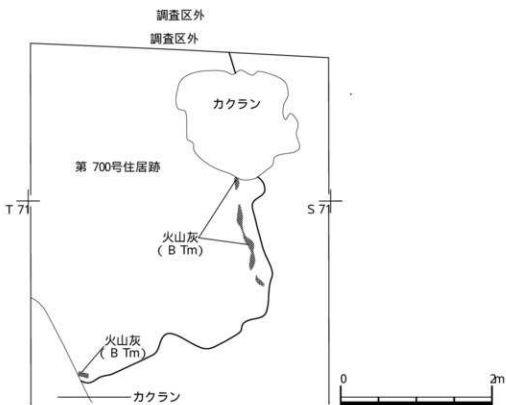 調査区外
調査区外
カクラン
第 700号住居跡
T 71
S 71
火山灰
( B Tm)
火山灰
( B Tm)
カクラン
0
2m